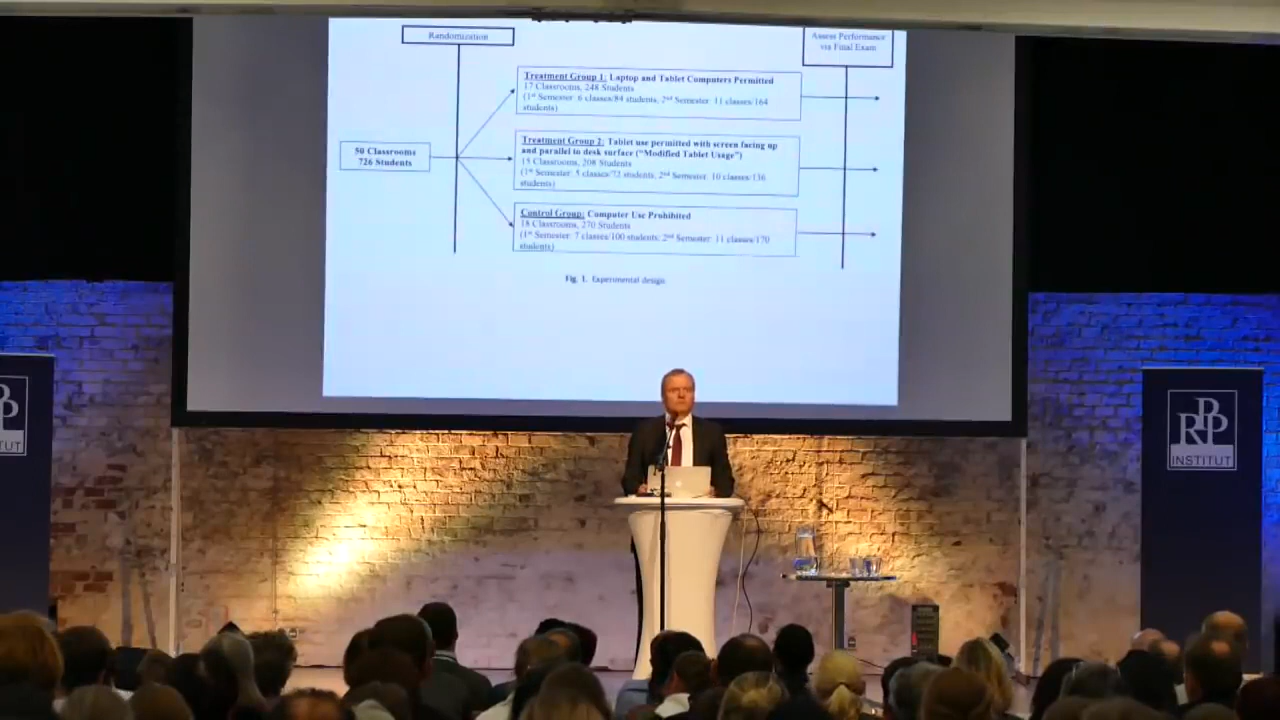 Randomization
Assess Performance
via Final Exam
Treatment Group 1: Laptop and Tablet Computers Permitted
17 Classrooms, 248 Students
(1st Semester: 6 classes/84 students, 2nd Semester: 11 classes/164
students)
50 Classrooms
726 Students
Treatment Group 2: Tablet use permitted with screen facing up
and parallel to desk surface ("Modified Tablet Usage")
15 Classrooms, 208 Students
(1st Semester: 5 classes/72 students, 2nd Semester: 10 classes/136
students)
Control Group: Computer Use Prohibited
18 Classrooms, 270 Students
(1st Semester: 7 classes/100 students, 2nd Semester: 11 classes/170
students)
Fig. 1. Experimental design.
RPP
INSTITUT